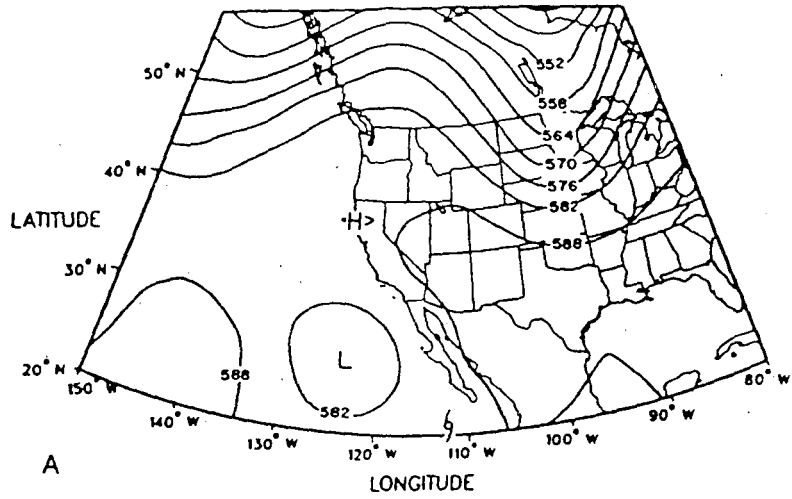 552
50° N
558
564
570
40° N
576
582
LATITUDE
H
588
30° N
L
20° N
588
582
150° W
80° W
140° W
90° W
130° W
100° W
120° W
110° W
A
LONGITUDE